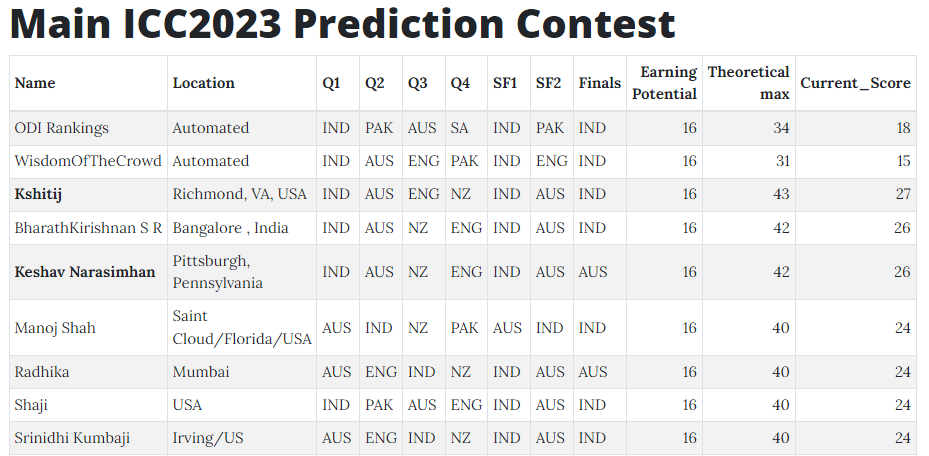 Main ICC2023 Prediction Contest
Name Location Q1 Q2 Q3 Q4 SF1 SF2 Finals Earning Potential Theoretical max Current_Score
ODI Rankings Automated IND PAK AUS SA IND PAK IND 16 34 18
WisdomOfTheCrowd Automated IND AUS ENG PAK IND ENG IND 16 31 15
Kshitij Richmond, VA, USA IND AUS ENG NZ IND AUS IND 16 43 27
BharathKirishnan S R Bangalore , India IND AUS NZ ENG IND AUS IND 16 42 26
Keshav Narasimhan Pittsburgh, Pennsylvania IND AUS NZ ENG IND AUS AUS 16 42 26
Manoj Shah Saint Cloud/Florida/USA AUS IND NZ PAK AUS IND IND 16 40 24
Radhika Mumbai AUS ENG IND NZ IND AUS AUS 16 40 24
Shaji USA IND PAK AUS ENG IND AUS IND 16 40 24
Srinidhi Kumbaji Irving/US AUS ENG IND NZ IND AUS IND 16 40 24